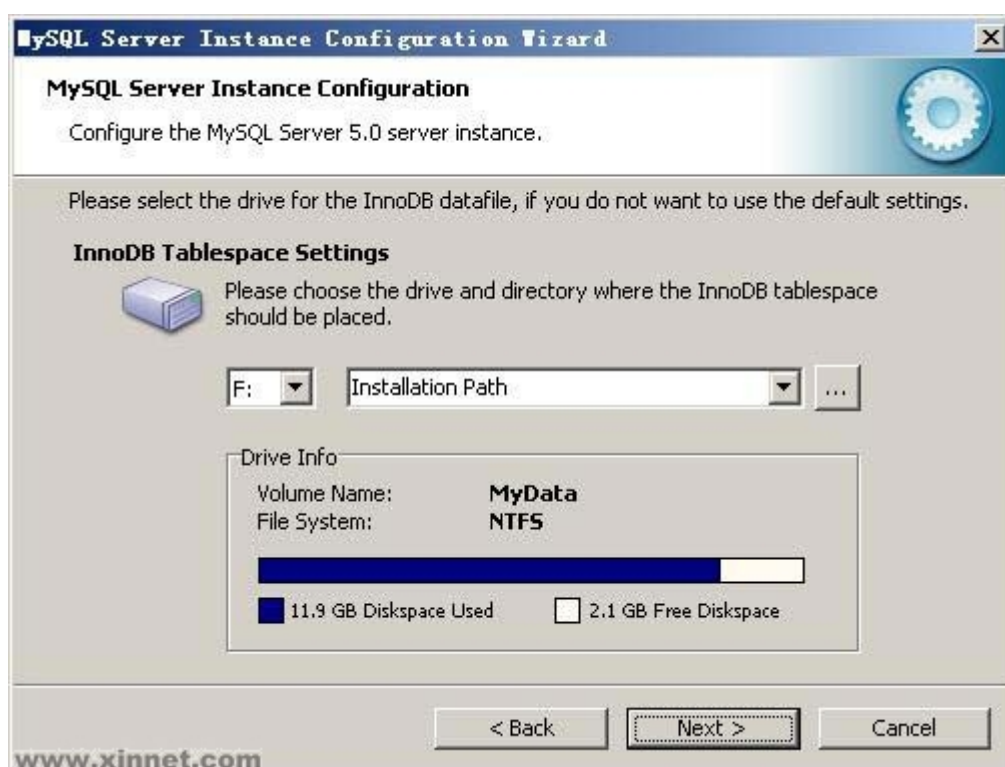 MySQL Server Instance Configuration Wizard
MySQL Server Instance Configuration
Configure the MySQL Server 5.0 server instance.
Please select the drive for the InnoDB datafile, if you do not want to use the default settings.
InnoDB Tablespace Settings
Please choose the drive and directory where the InnoDB tablespace
should be placed.
F: Installation Path ...
Drive Info
Volume Name: MyData
File System: NTFS
11.9 GB Diskspace Used 2.1 GB Free Diskspace
< Back Next > Cancel
www.xinnet.com